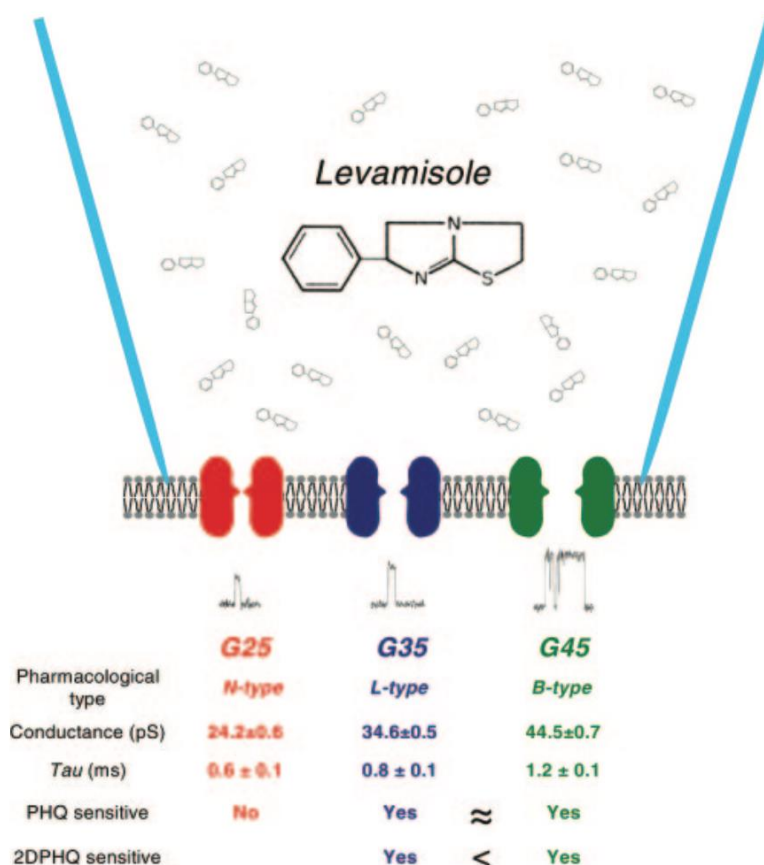 Levamisole
N
N
S
G25 G35 G45
Pharmacological
type
N-type L-type B-type
Conductance (pS) 24.2±0.6 34.6±0.5 44.5±0.7
Tau (ms) 0.6 ± 0.1 0.8 ± 0.1 1.2 ± 0.1
PHQ sensitive No Yes ≈ Yes
2DPHQ sensitive Yes < Yes